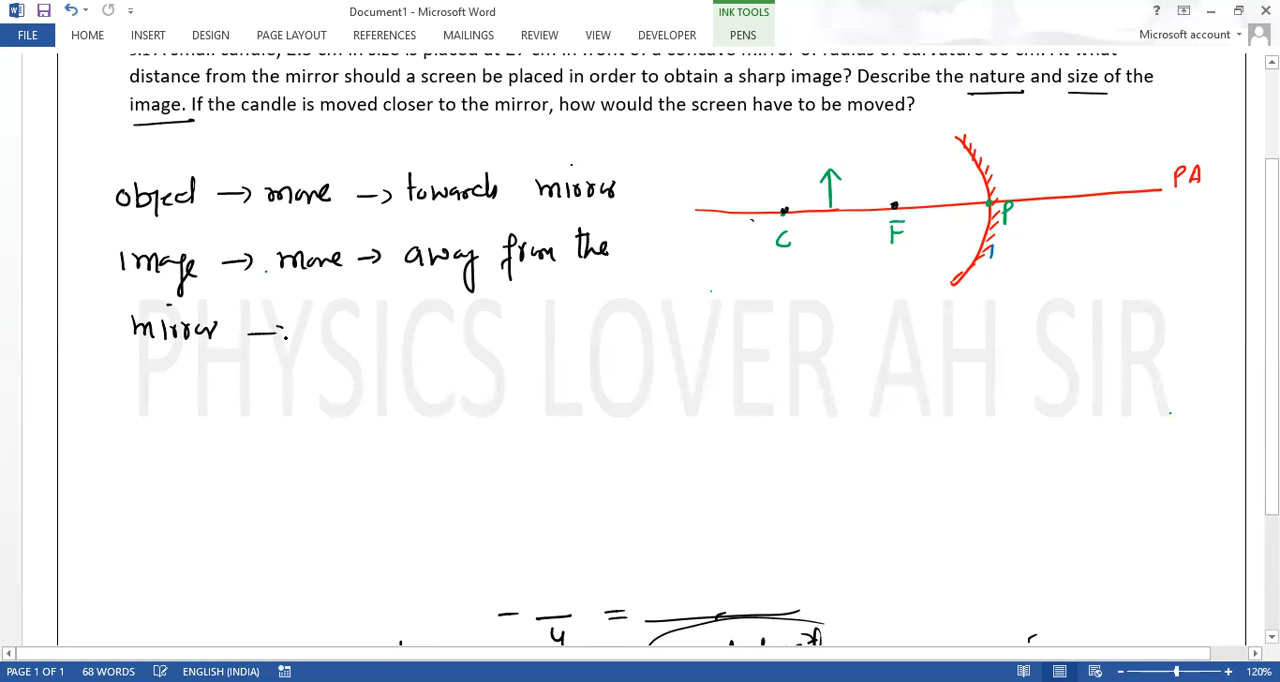 Document1 - Microsoft Word
INK TOOLS
FILE HOME INSERT DESIGN PAGE LAYOUT REFERENCES MAILINGS REVIEW VIEW DEVELOPER PENS
Microsoft account
distance from the mirror should a screen be placed in order to obtain a sharp image? Describe the nature and size of the
image. If the candle is moved closer to the mirror, how would the screen have to be moved?
object → move → towards mirror
PA
P
C
F
Image → move → away from the
mirror →
PHYSICS LOVER AH SIR
PAGE 1 OF 1 68 WORDS ENGLISH (INDIA) 120%